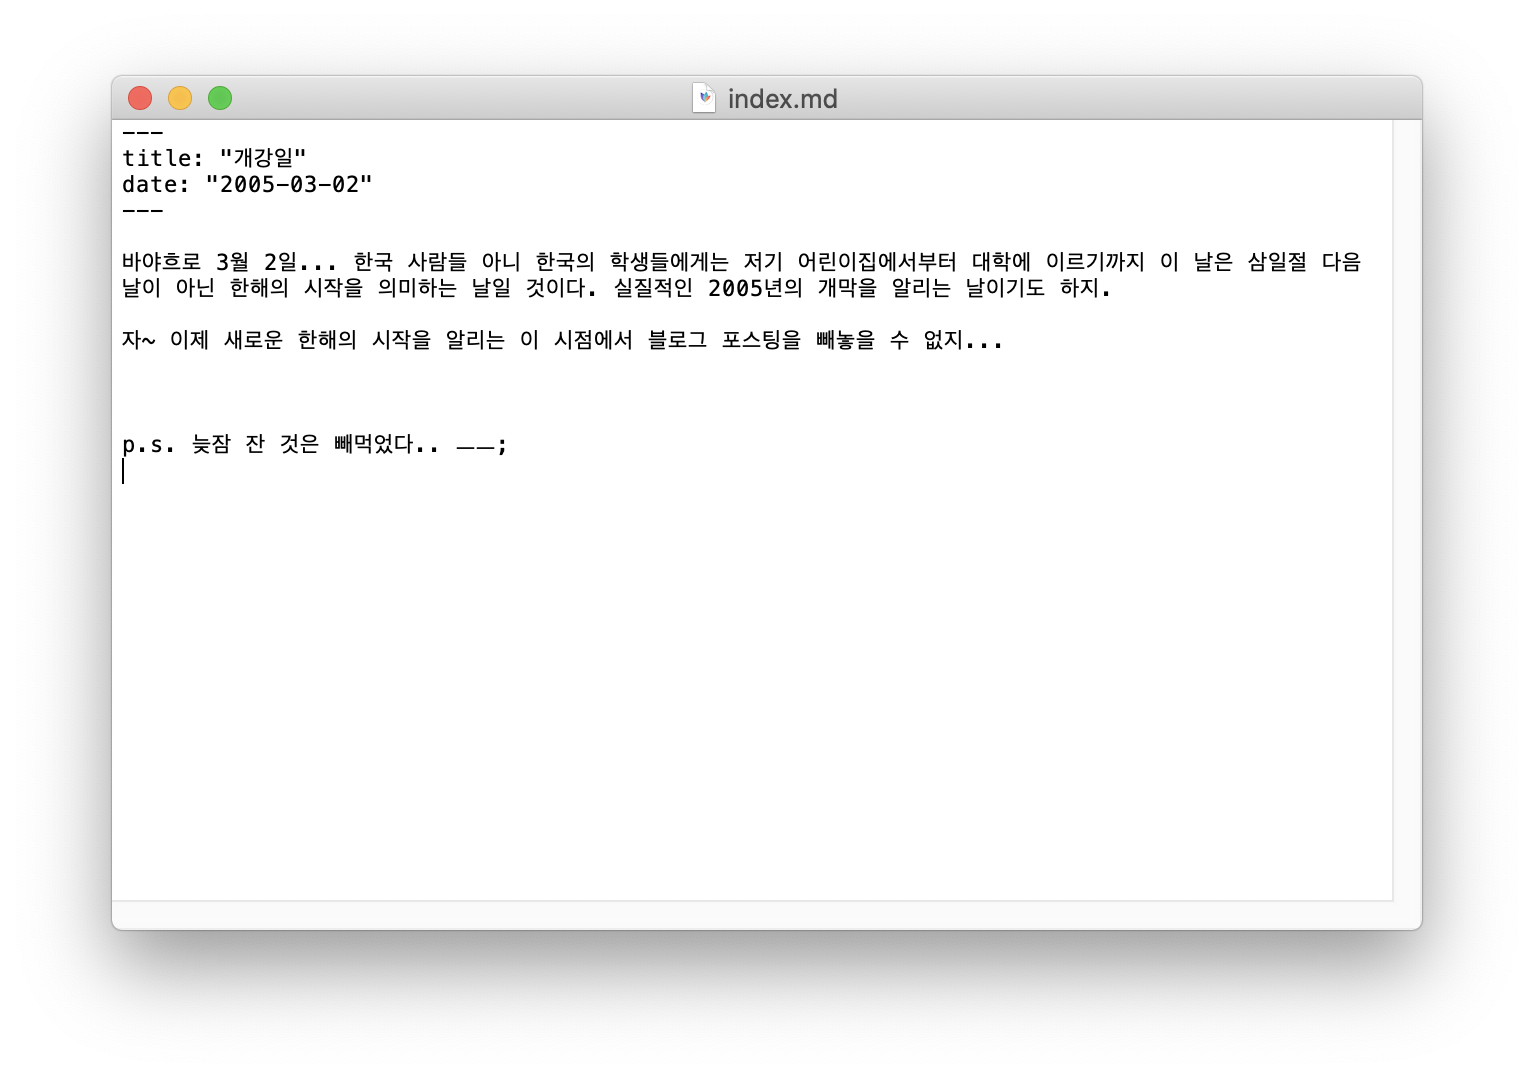 index.md
---
title: "개강일"
date: "2005-03-02"
---
바야흐로 3월 2일... 한국 사람들 아니 한국의 학생들에게는 저기 어린이집에서부터 대학에 이르기까지 이 날은 삼일절 다음
날이 아닌 한해의 시작을 의미하는 날일 것이다. 실질적인 2005년의 개막을 알리는 날이기도 하지.
자~ 이제 새로운 한해의 시작을 알리는 이 시점에서 블로그 포스팅을 빼놓을 수 없지...
p.s. 늦잠 잔 것은 빼먹었다.. ㅡㅡ;